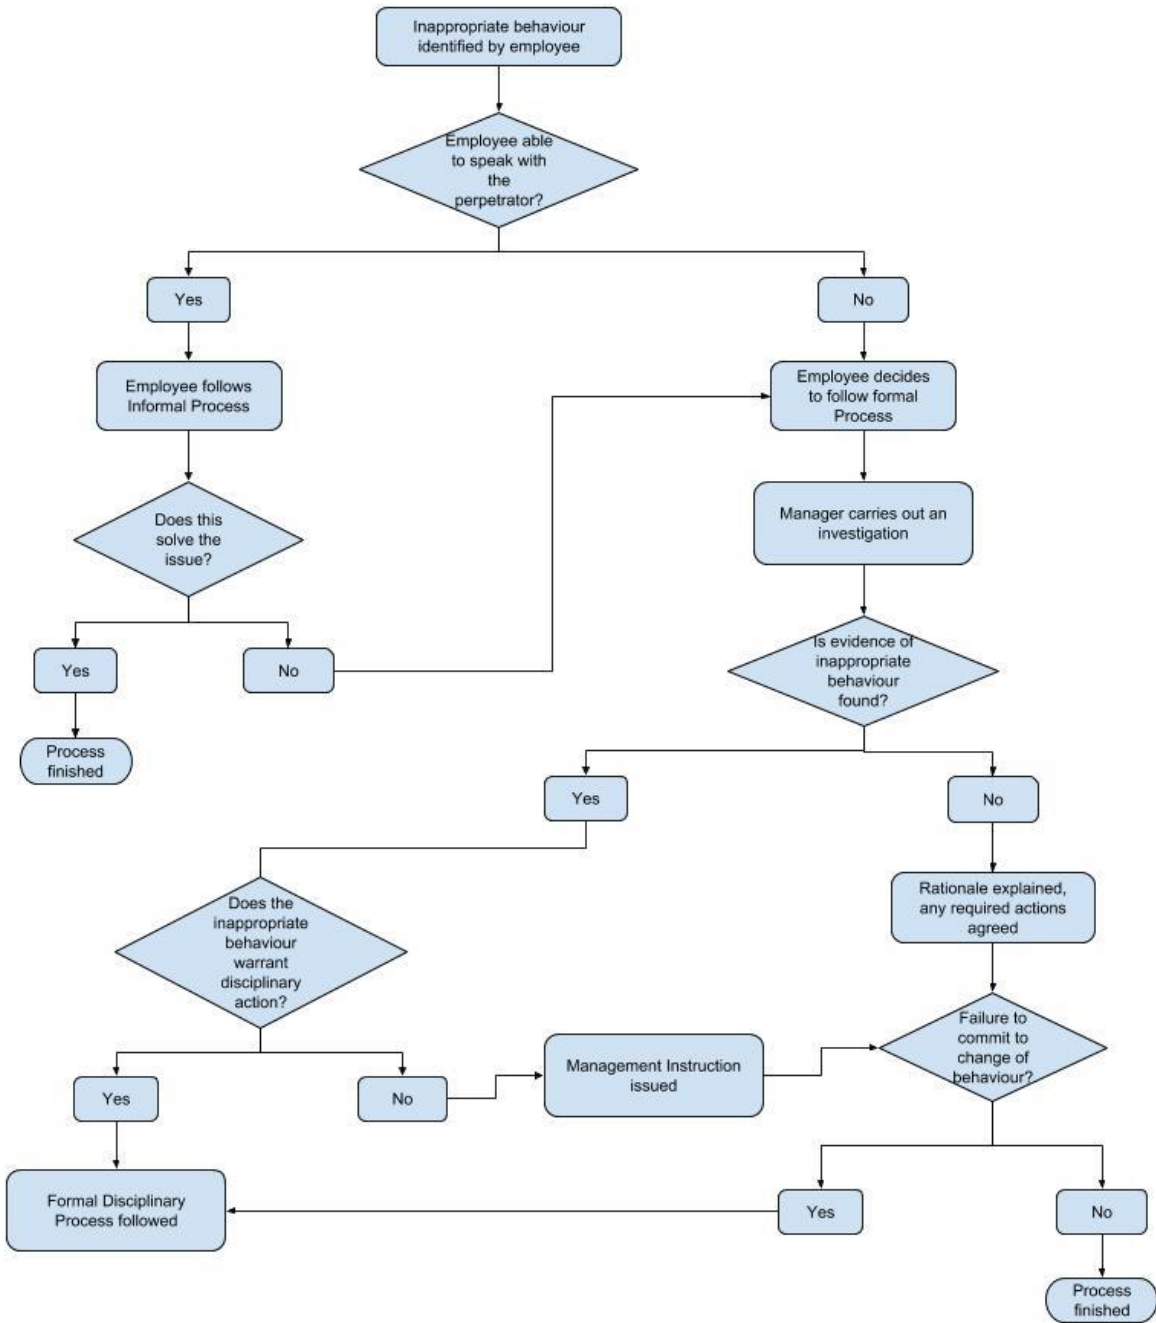 Inappropriate behaviour
identified by employee
Employee able
to speak with
the
perpetrator?
Yes
No
Employee follows
Informal Process
Employee decides
to follow formal
Process
Manager carries out an
investigation
Does this
solve the
issue?
Yes
No
Is evidence of
inappropriate
behaviour
found?
Process
finished
Yes
No
Does the
inappropriate
behaviour
warrant
disciplinary
action?
Rationale explained,
any required actions
agreed
Failure to
commit to
change of
behaviour?
Management Instruction
issued
Yes
No
Formal Disciplinary
Process followed
Yes
No
Process
finished